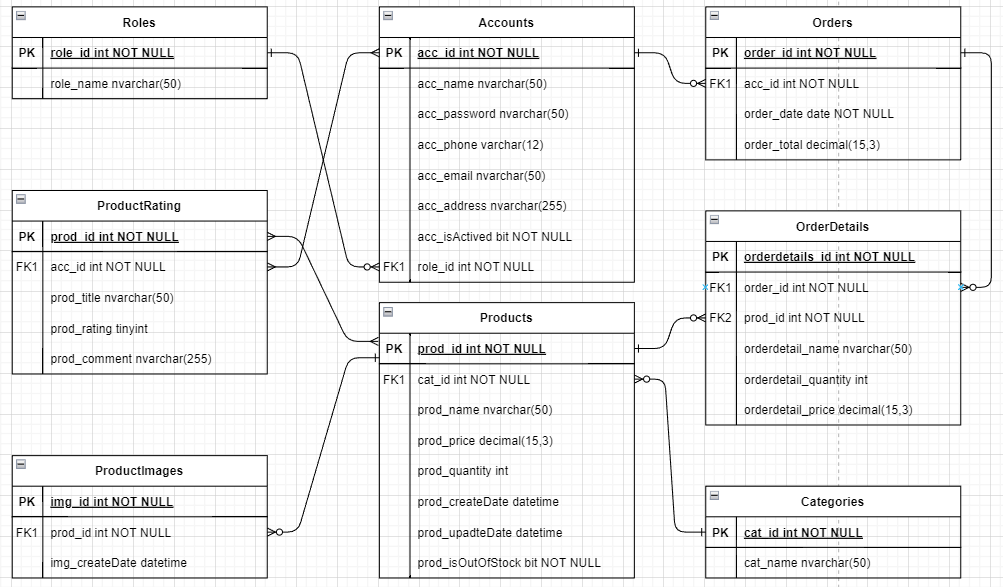 Roles
PK role_id int NOT NULL
role_name nvarchar(50)
Accounts
PK acc_id int NOT NULL
acc_name nvarchar(50)
acc_password nvarchar(50)
acc_phone varchar(12)
acc_email nvarchar(50)
acc_address nvarchar(255)
acc_isActived bit NOT NULL
FK1 role_id int NOT NULL
Orders
PK order_id int NOT NULL
FK1 acc_id int NOT NULL
order_date date NOT NULL
order_total decimal(15,3)
ProductRating
PK prod_id int NOT NULL
FK1 acc_id int NOT NULL
prod_title nvarchar(50)
prod_rating tinyint
prod_comment nvarchar(255)
Products
PK prod_id int NOT NULL
FK1 cat_id int NOT NULL
prod_name nvarchar(50)
prod_price decimal(15,3)
prod_quantity int
prod_createDate datetime
prod_upadteDate datetime
prod_isOutOfStock bit NOT NULL
OrderDetails
PK orderdetails_id int NOT NULL
FK1 order_id int NOT NULL
FK2 prod_id int NOT NULL
orderdetail_name nvarchar(50)
orderdetail_quantity int
orderdetail_price decimal(15,3)
ProductImages
PK img_id int NOT NULL
FK1 prod_id int NOT NULL
img_createDate datetime
Categories
PK cat_id int NOT NULL
cat_name nvarchar(50)